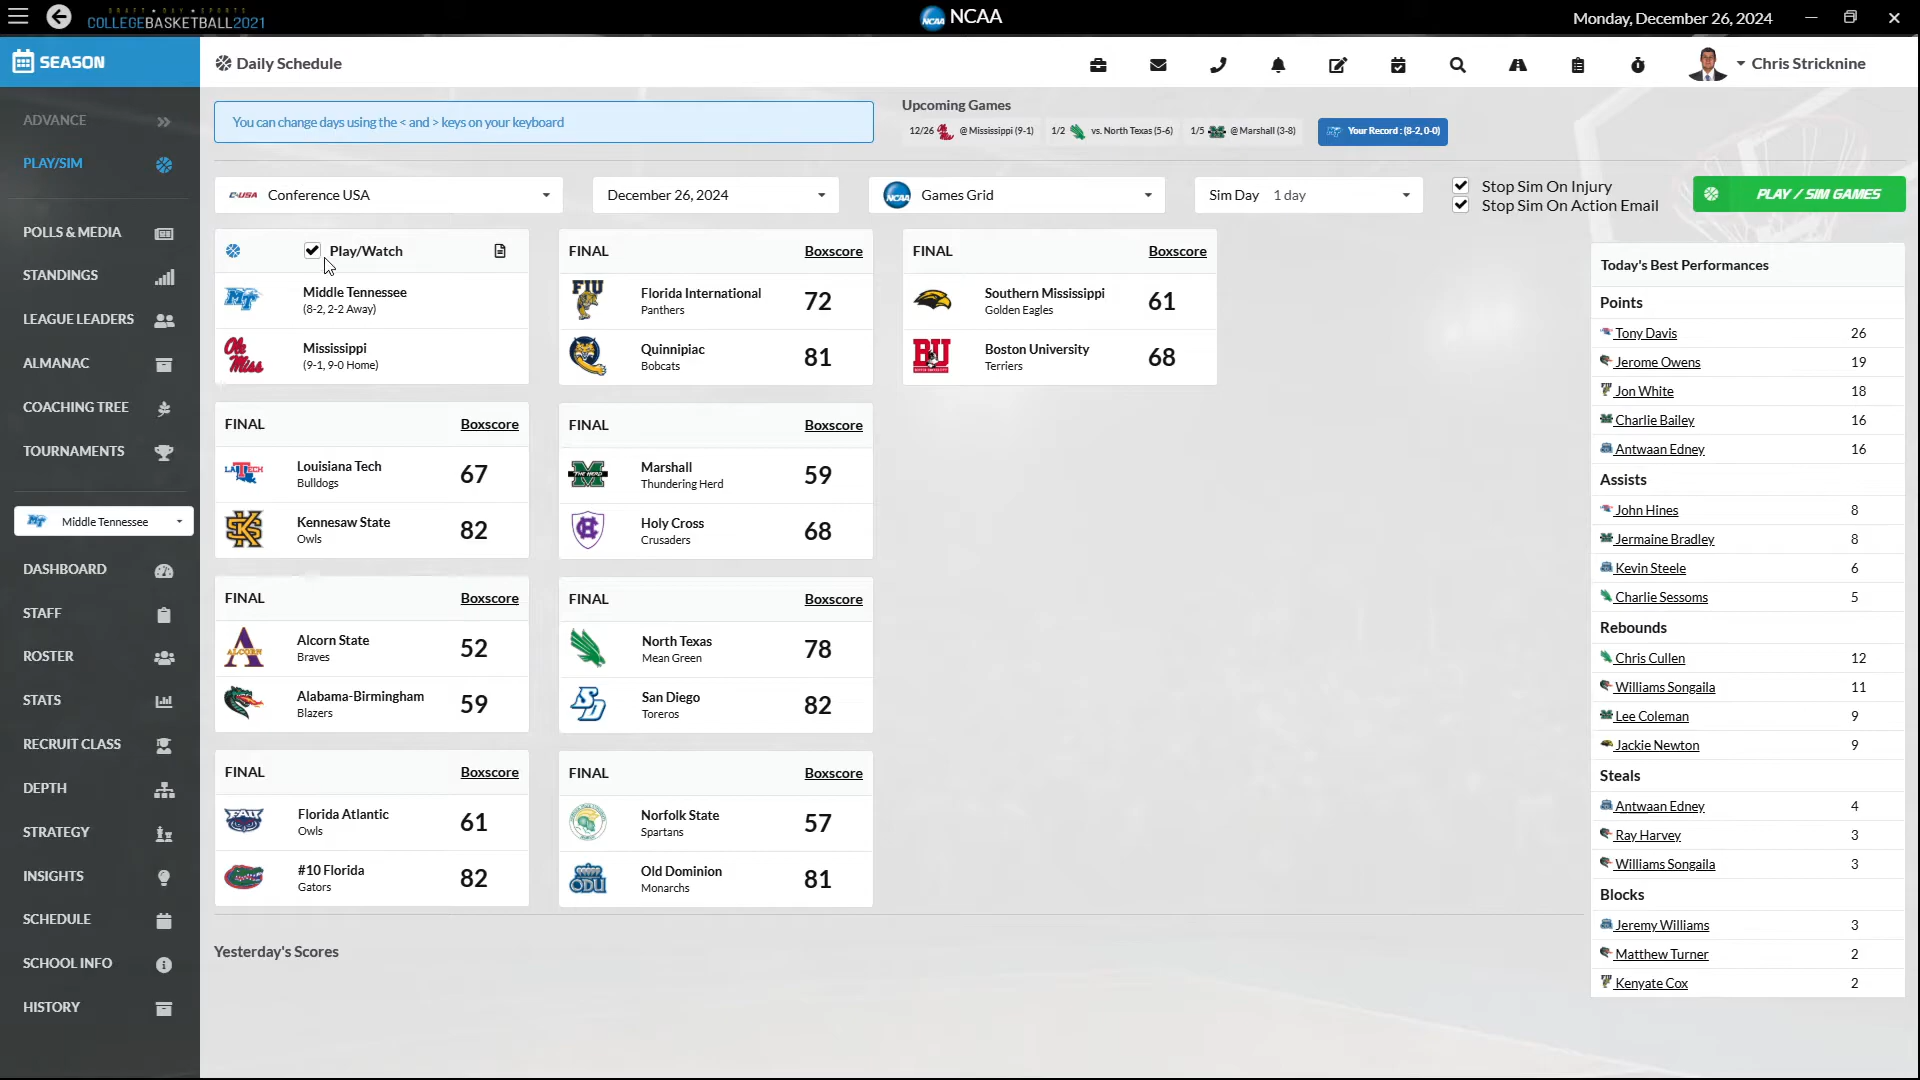 DRAFT • DAY • SPORTS
COLLEGEBASKETBALL2021
NCAA
Monday, December 26, 2024
SEASON
Daily Schedule
Chris Stricknine
ADVANCE
PLAY/SIM
POLLS & MEDIA
STANDINGS
LEAGUE LEADERS
ALMANAC
COACHING TREE
TOURNAMENTS
Middle Tennessee
DASHBOARD
STAFF
ROSTER
STATS
RECRUIT CLASS
DEPTH
STRATEGY
INSIGHTS
SCHEDULE
SCHOOL INFO
HISTORY
You can change days using the < and > keys on your keyboard
Upcoming Games
12/26 @ Mississippi (9-1) 1/2 vs. North Texas (5-6) 1/5 @ Marshall (3-8) Your Record : (8-2, 0-0)
Conference USA
December 26, 2024
Games Grid
Sim Day 1 day
Stop Sim On Injury
Stop Sim On Action Email
PLAY / SIM GAMES
Play/Watch
Middle Tennessee
(8-2, 2-2 Away)
Mississippi
(9-1, 9-0 Home)
FINAL Boxscore
Florida International 72
Panthers
Quinnipiac 81
Bobcats
FINAL Boxscore
Southern Mississippi 61
Golden Eagles
Boston University 68
Terriers
FINAL Boxscore
Louisiana Tech 67
Bulldogs
Kennesaw State 82
Owls
FINAL Boxscore
Marshall 59
Thundering Herd
Holy Cross 68
Crusaders
FINAL Boxscore
Alcorn State 52
Braves
Alabama-Birmingham 59
Blazers
FINAL Boxscore
North Texas 78
Mean Green
San Diego 82
Toreros
FINAL Boxscore
Florida Atlantic 61
Owls
#10 Florida 82
Gators
FINAL Boxscore
Norfolk State 57
Spartans
Old Dominion 81
Monarchs
Yesterday's Scores
Today's Best Performances
Points
Tony Davis 26
Jerome Owens 19
Jon White 18
Charlie Bailey 16
Antwaan Edney 16
Assists
John Hines 8
Jermaine Bradley 8
Kevin Steele 6
Charlie Sessoms 5
Rebounds
Chris Cullen 12
Williams Songaila 11
Lee Coleman 9
Jackie Newton 9
Steals
Antwaan Edney 4
Ray Harvey 3
Williams Songaila 3
Blocks
Jeremy Williams 3
Matthew Turner 2
Kenyate Cox 2